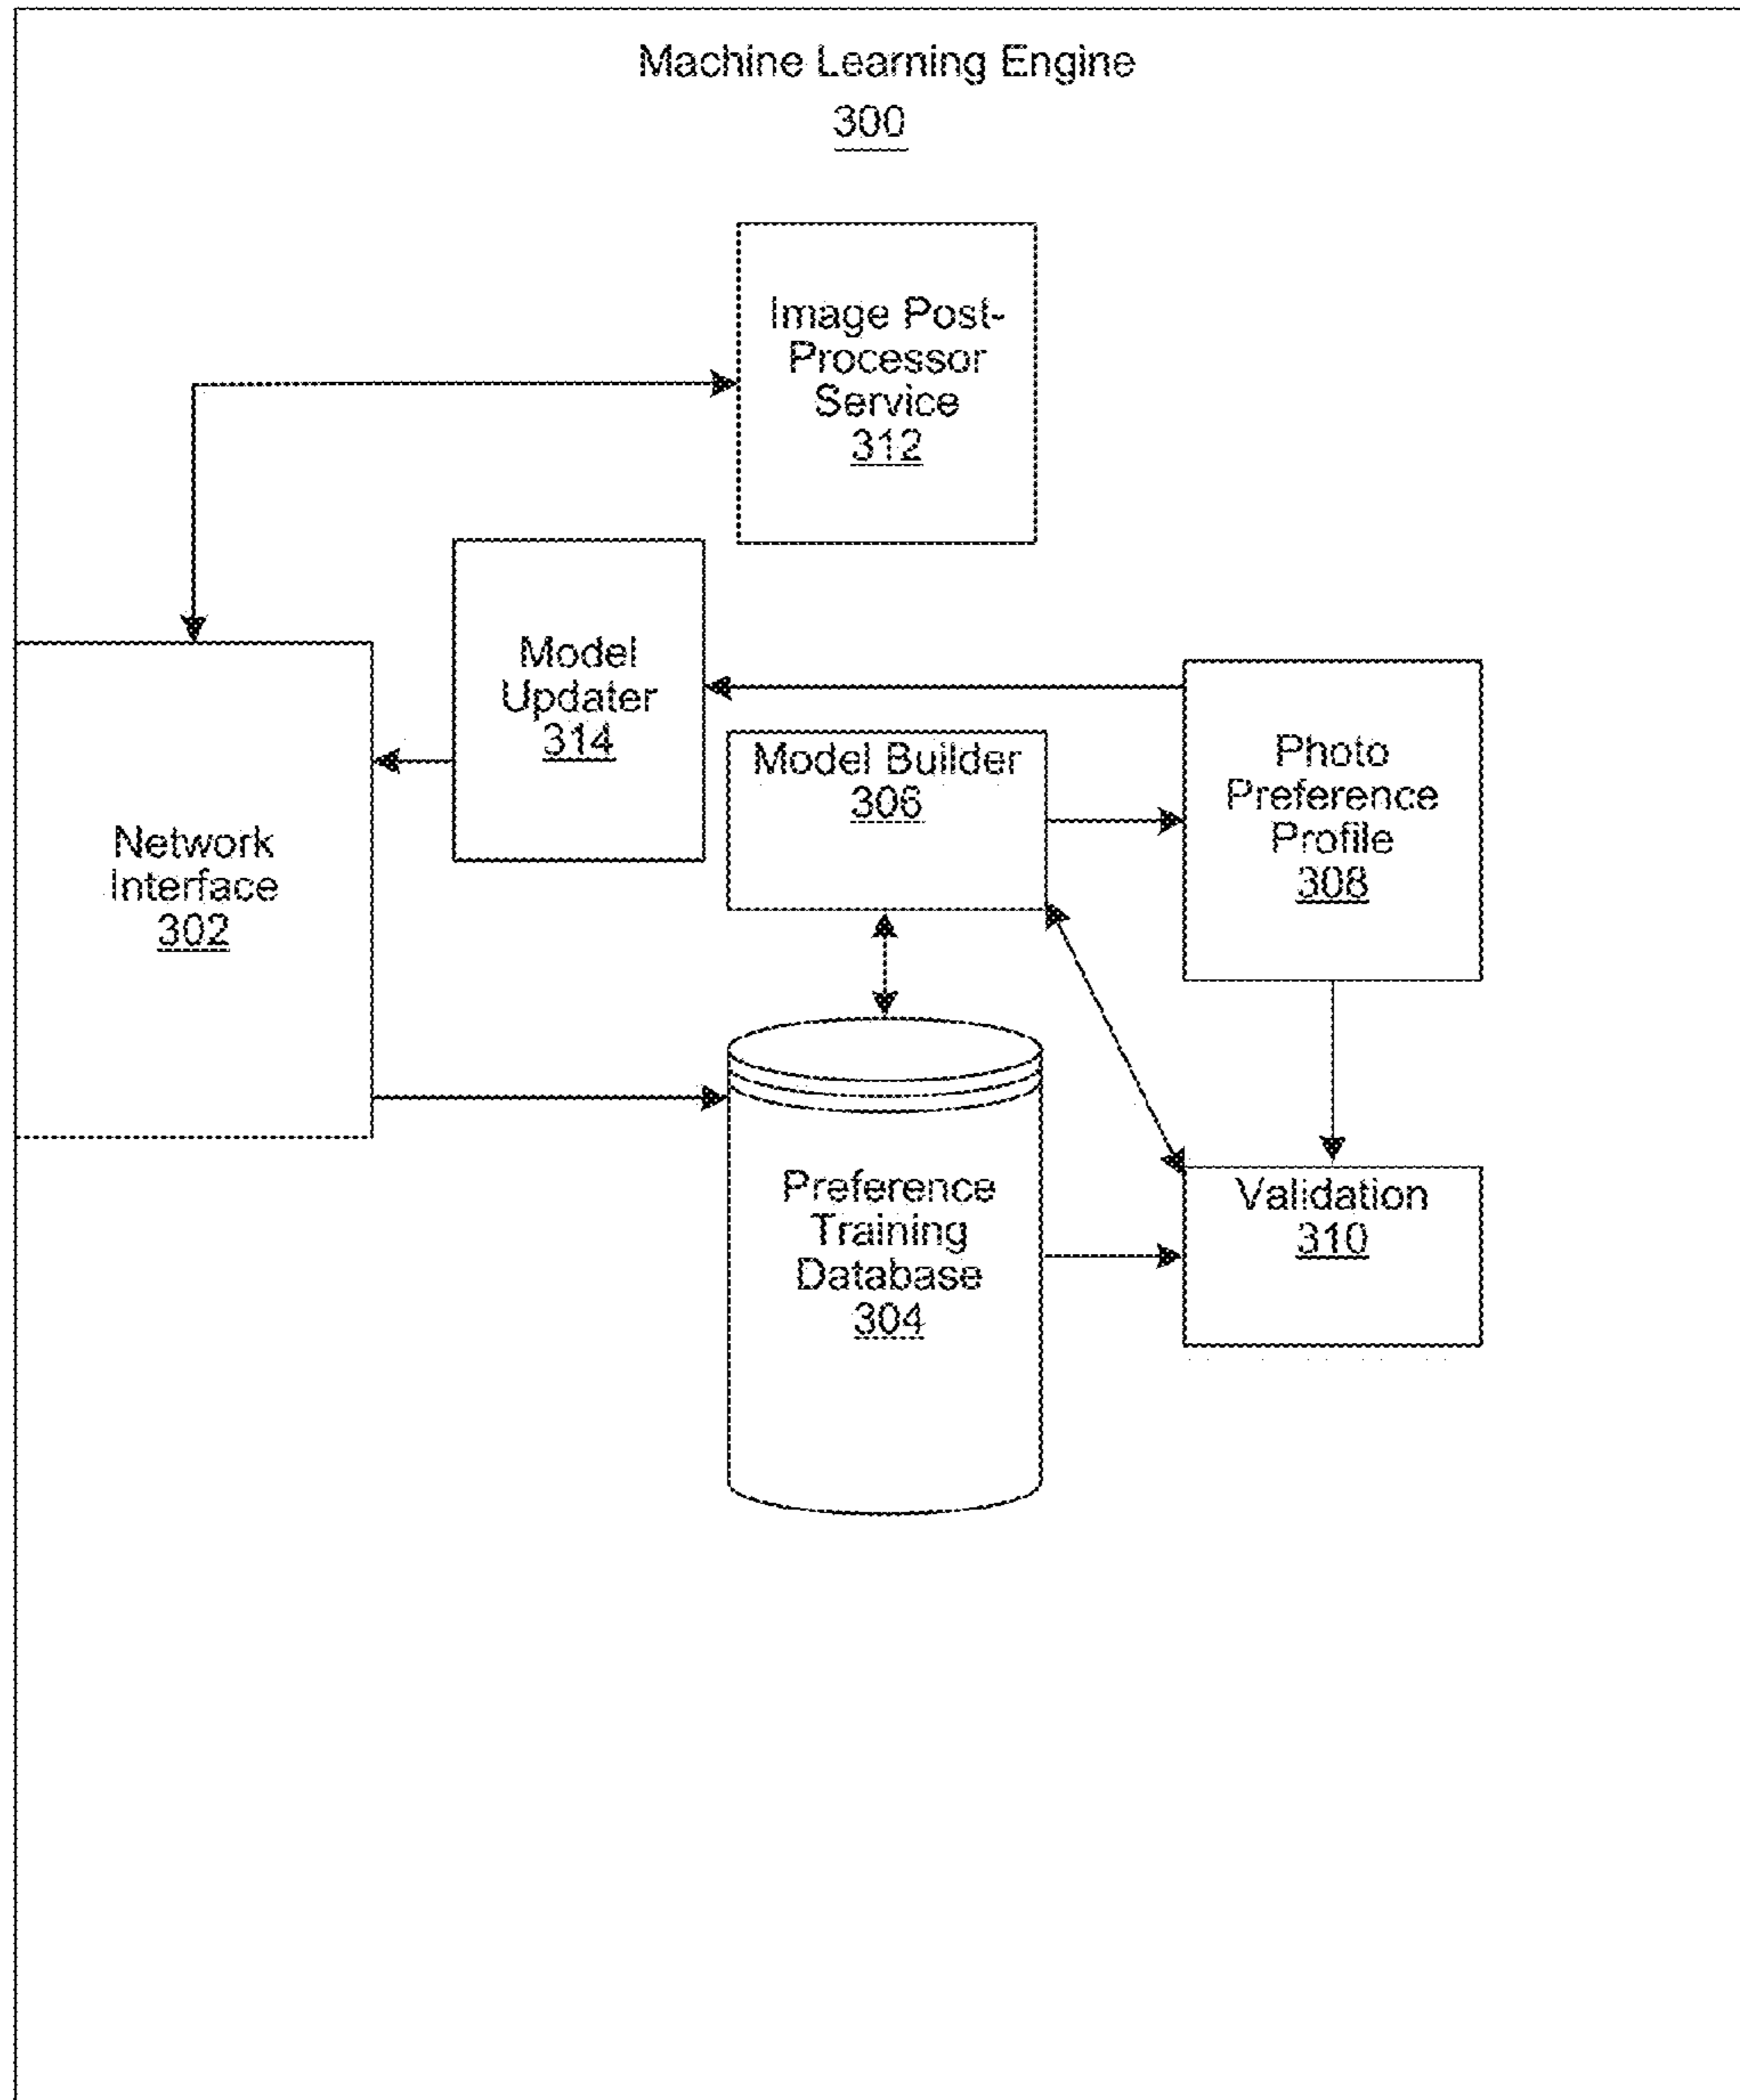 Machine Learning Engine
300
Image Post-
Processor
Service
312
Model
Updater
314
Model Builder
306
Photo
Preference
Profile
308
Network
Interface
302
Preference
Training
Database
304
Validation
310